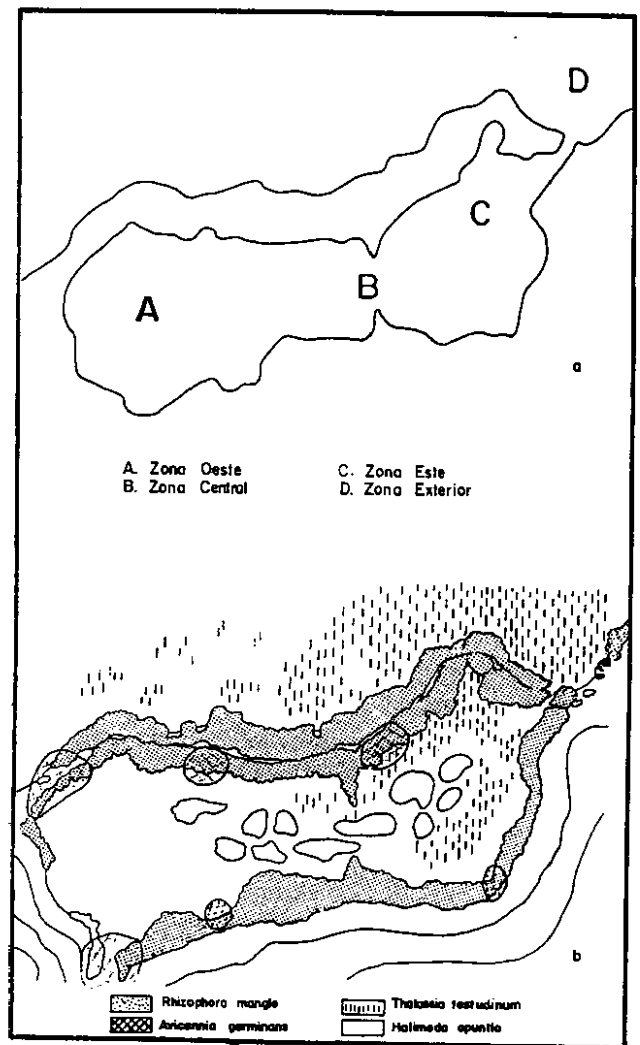 D
C
B
A
a
A. Zona Oeste C. Zona Este
B. Zona Central D. Zona Exterior
b
Rhizophora mangle Thalassia testudinum
Avicennia germinans Halimeda opuntia